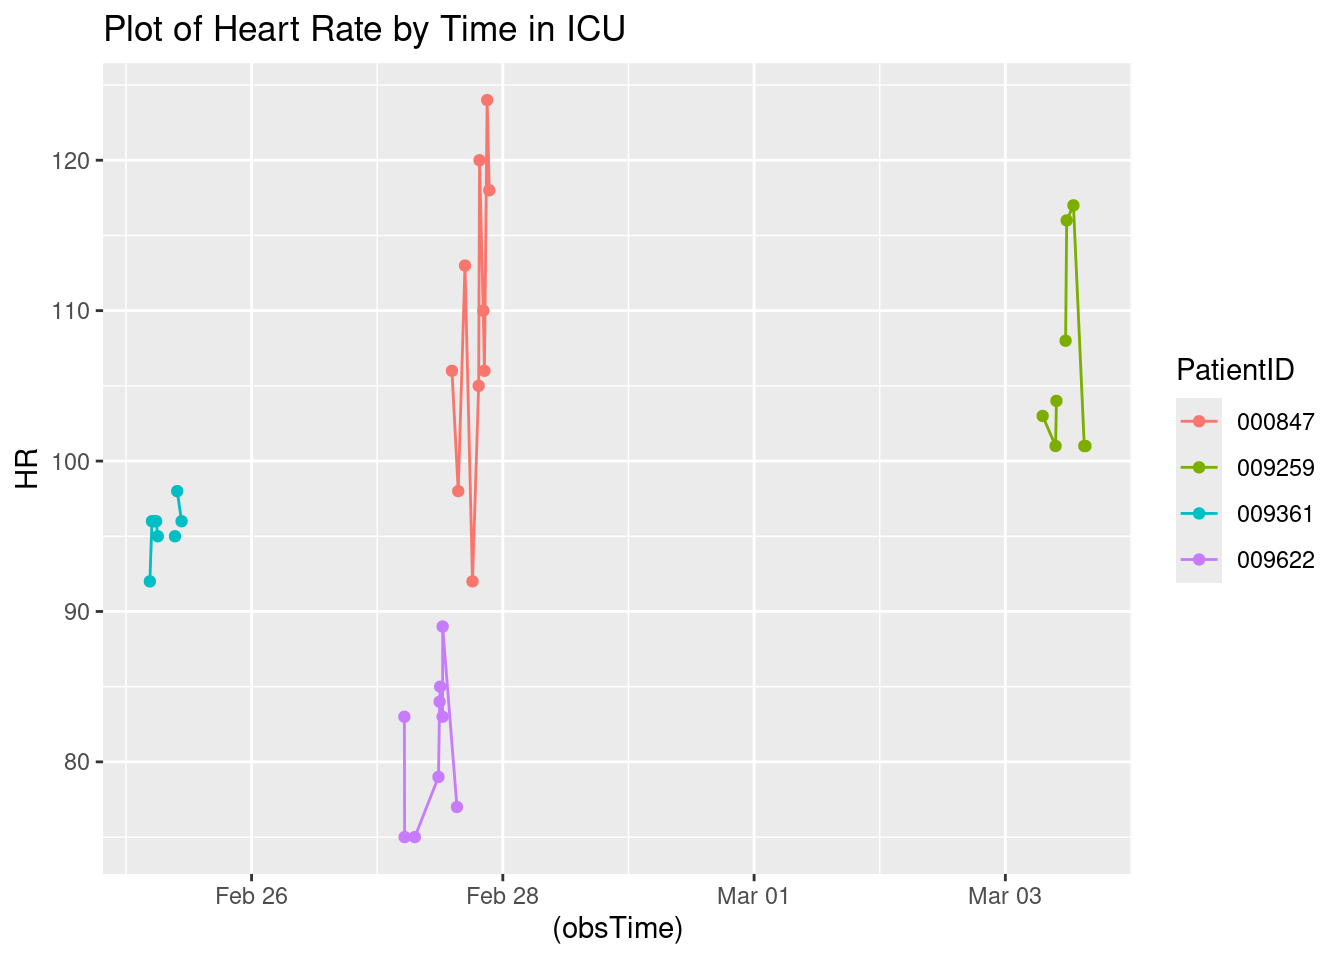 Plot of Heart Rate by Time in ICU
120
110
100
90
80
HR
Feb 26
Feb 28
Mar 01
Mar 03
(obsTime)
PatientID
000847
009259
009361
009622